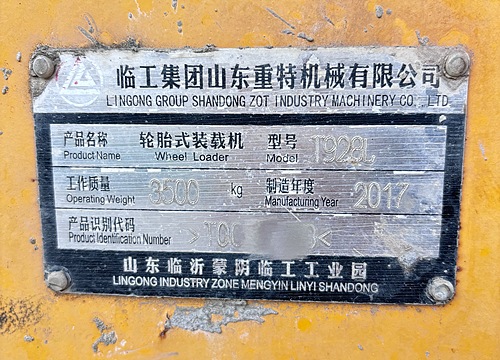 临工集团山东重特机械有限公司
LINGONG GROUP SHANDONG ZOT INDUSTRY MACHINERY CO., LTD
产品名称 轮胎式装载机 型号 T928L
Product Name Wheel Loader Model
工作质量 3500 kg 制造年度 2017
Operating Weight Manufacturing Year
产品识别代码
Product Identification Number >T00 <
山东临沂蒙阴临工工业园
LINGONG INDUSTRY ZONE MENGYIN LINYI SHANDONG